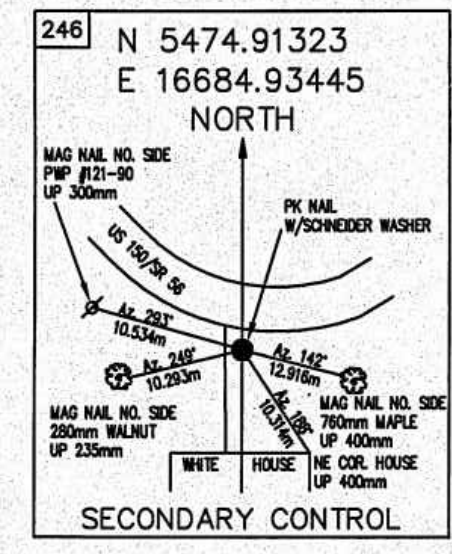 246
N 5474.91323
E 16684.93445
NORTH
MAG NAIL NO. SIDE
PWP #121-90
UP 300mm
PK NAIL
W/SCHNEIDER WASHER
US 150/SR 56
Az. 293°
10.534m
Az. 249°
10.293m
Az. 142°
12.916m
Az. 188°
10.314m
MAG NAIL NO. SIDE
280mm WALNUT
UP 235mm
MAG NAIL NO. SIDE
760mm MAPLE
UP 400mm
WHITE HOUSE
NE COR. HOUSE
UP 400mm
SECONDARY CONTROL